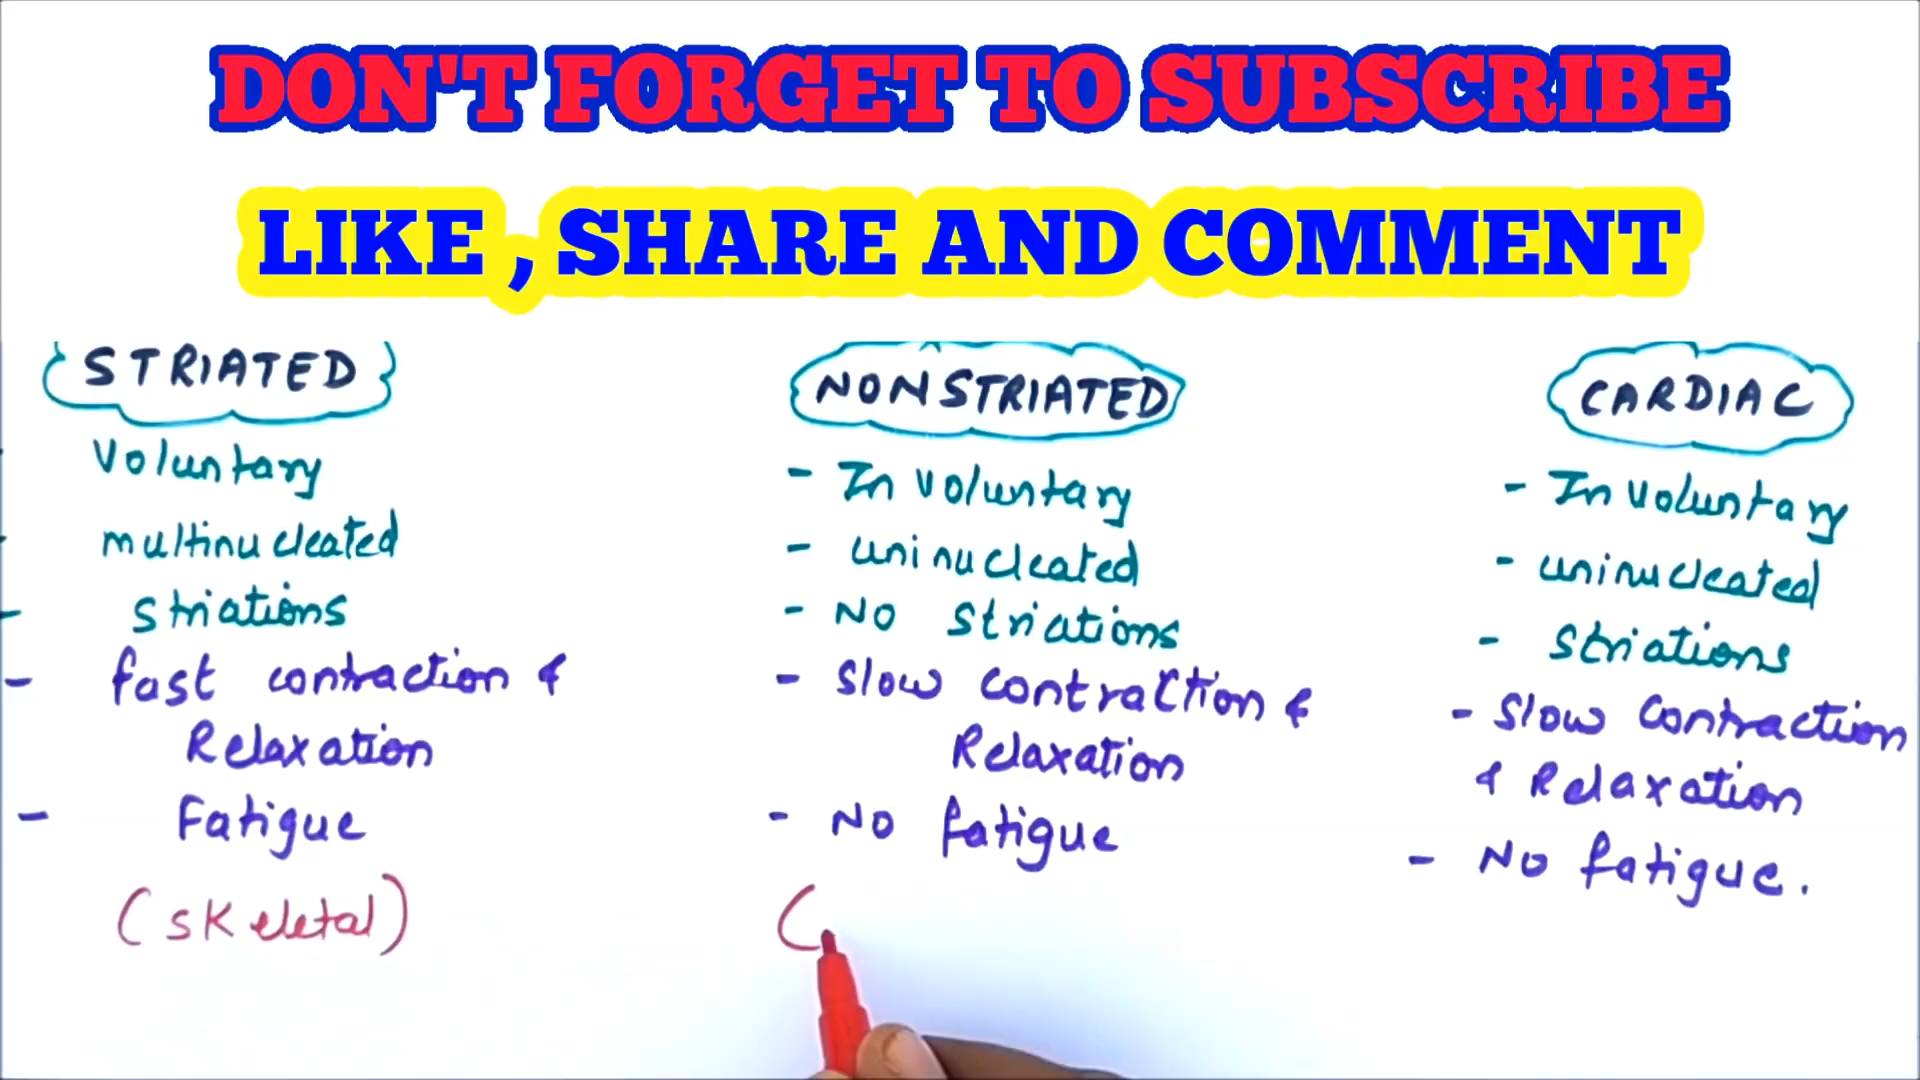 DON'T FORGET TO SUBSCRIBE
LIKE , SHARE AND COMMENT
STRIATED
Voluntary
multinucleated
- Striations
- fast contraction &
Relaxation
- Fatigue
(skeletal)
NONSTRIATED
- Involuntary
- uninucleated
- No Striations
- Slow contraction &
Relaxation
- No fatigue
(
CARDIAC
- Involuntary
- uninucleated
- Striations
- Slow contraction
& Relaxation
- No fatigue.